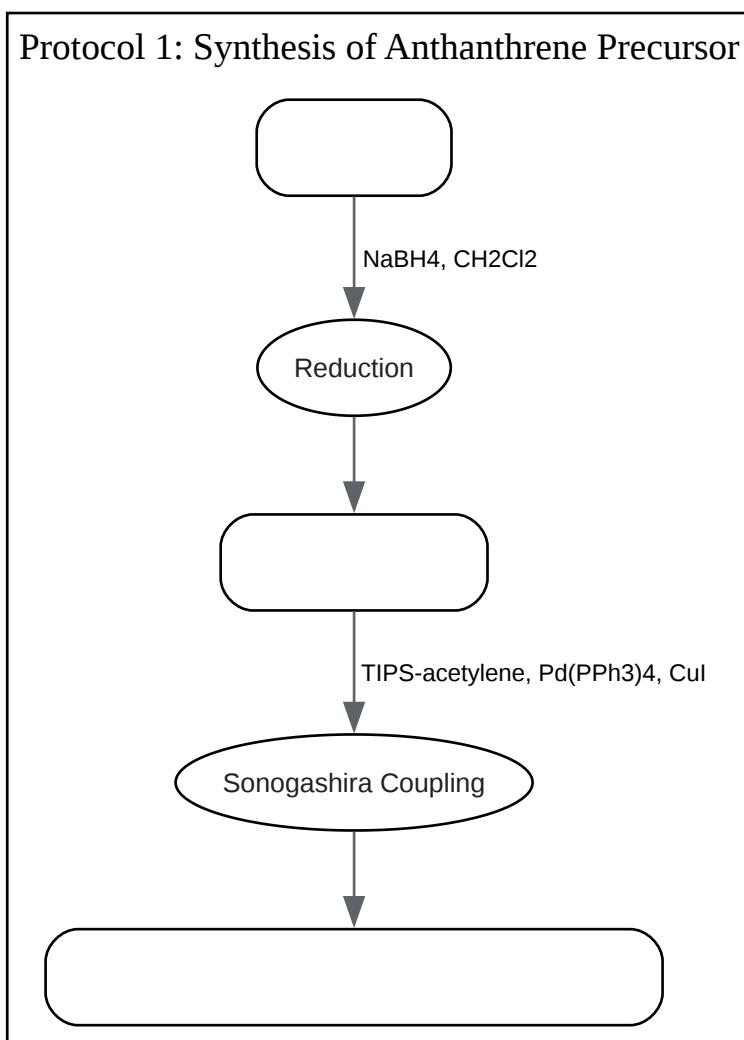 Protocol 1: Synthesis of Anthanthrene Precursor
NaBH4, CH2Cl2
Reduction
TIPS-acetylene, Pd(PPh3)4, CuI
Sonogashira Coupling